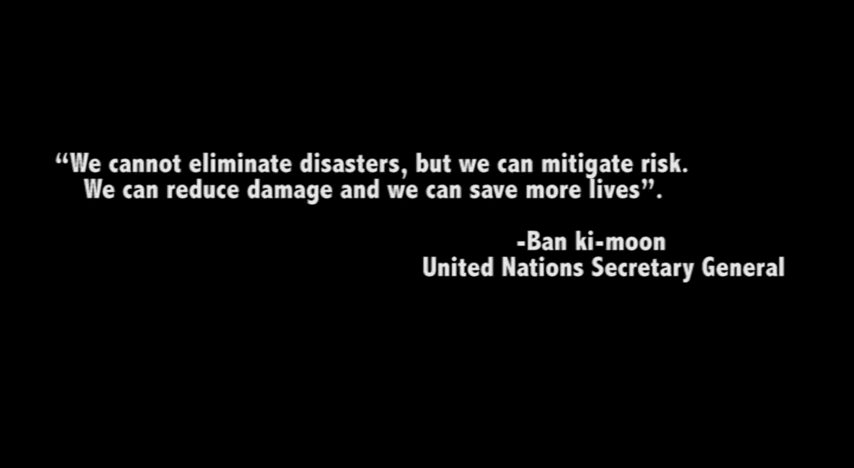 “We cannot eliminate disasters, but we can mitigate risk.
We can reduce damage and we can save more lives”.
-Ban ki-moon
United Nations Secretary General